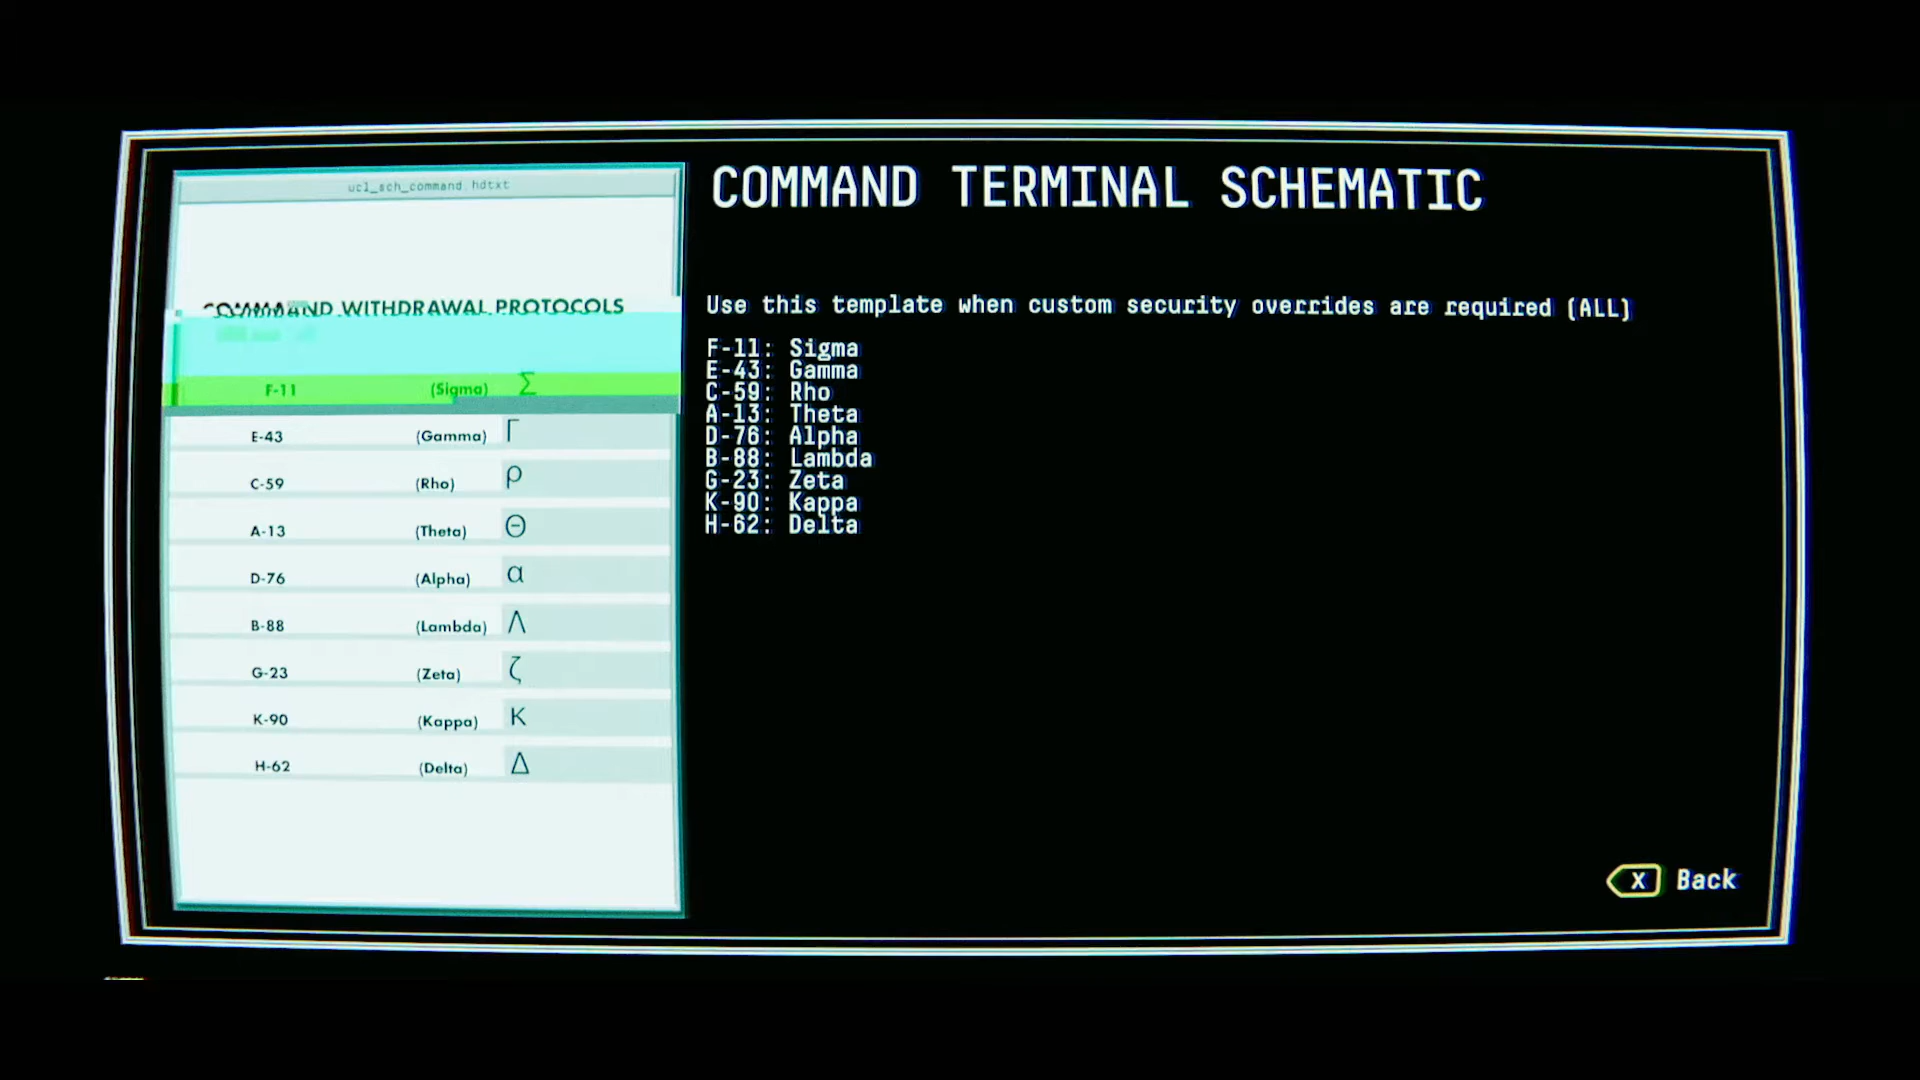 ucl_sch_command.hdtxt
COMMAND WITHDRAWAL PROTOCOLS
F-11 (Sigma) Σ
E-43 (Gamma) Γ
C-59 (Rho) ρ
A-13 (Theta) Θ
D-76 (Alpha) α
B-88 (Lambda) Λ
G-23 (Zeta) ζ
K-90 (Kappa) K
H-62 (Delta) Δ
COMMAND TERMINAL SCHEMATIC
Use this template when custom security overrides are required (ALL)
F-11: Sigma
E-43: Gamma
C-59: Rho
A-13: Theta
D-76: Alpha
B-88: Lambda
G-23: Zeta
K-90: Kappa
H-62: Delta
X Back